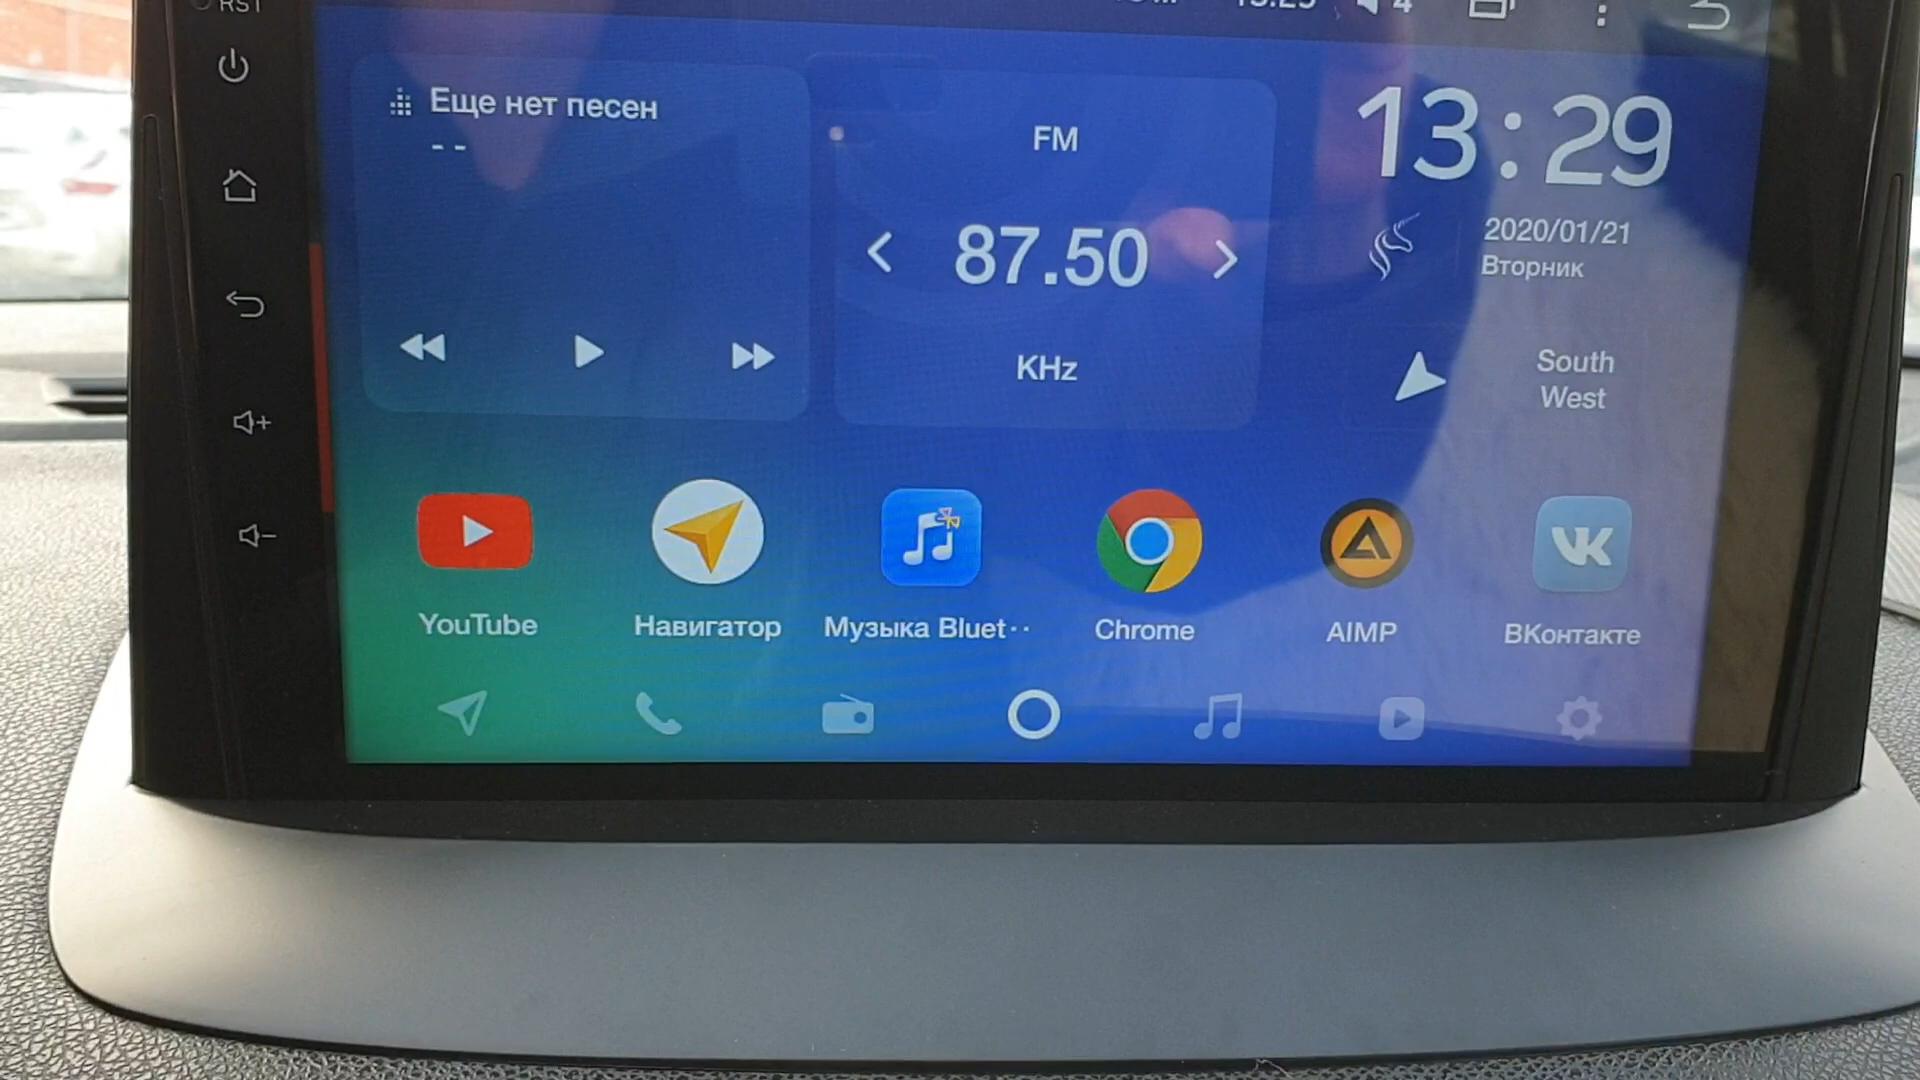 RST
4
Еще нет песен
--
FM
87.50
KHz
13:29
2020/01/21
Вторник
South
West
YouTube
Навигатор
Музыка Bluet··
Chrome
AIMP
ВКонтакте